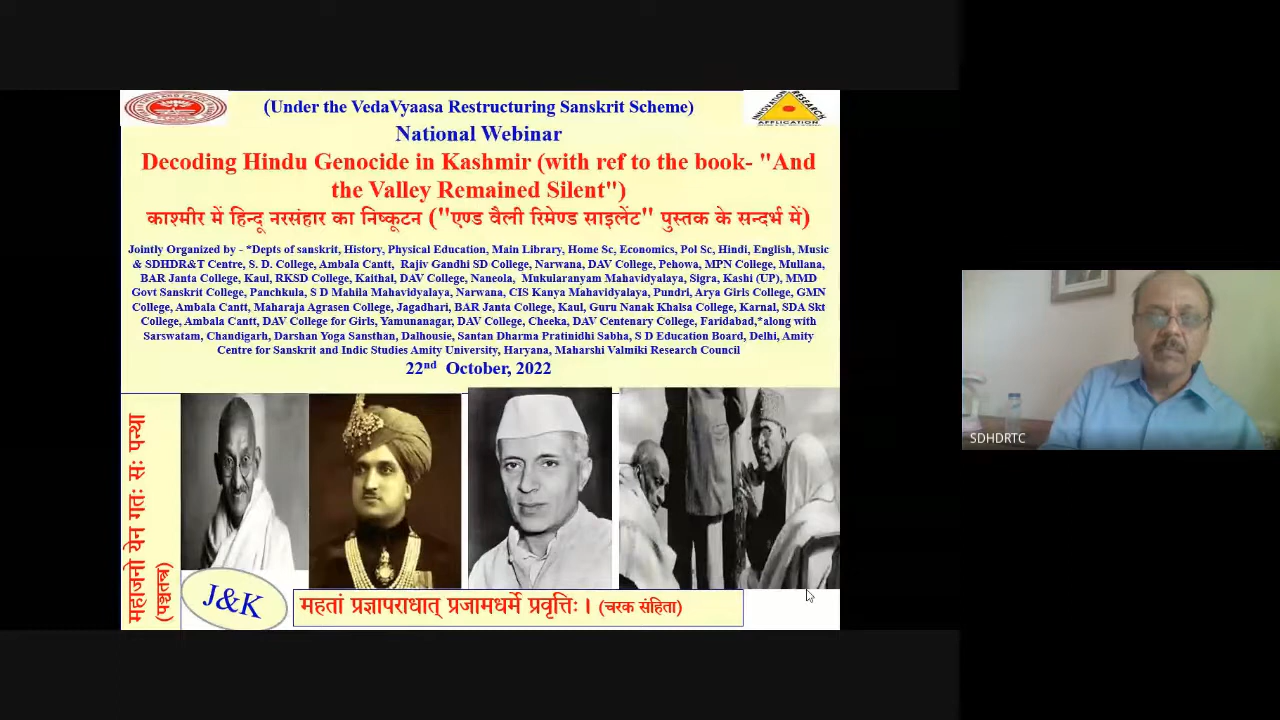 (Under the VedaVyaasa Restructuring Sanskrit Scheme)
National Webinar
Decoding Hindu Genocide in Kashmir (with ref to the book- "And
the Valley Remained Silent")
काश्मीर में हिन्दू नरसंहार का निष्कूटन ("एण्ड वैली रिमेण्ड साइलेंट" पुस्तक के सन्दर्भ में)
Jointly Organized by - *Depts of sanskrit, History, Physical Education, Main Library, Home Sc, Economics, Pol Sc, Hindi, English, Music
& SDHDR&T Centre, S. D. College, Ambala Cantt, Rajiv Gandhi SD College, Narwana, DAV College, Pehowa, MPN College, Mullana,
BAR Janta College, Kaul, RKSD College, Kaithal, DAV College, Naneola, Mukularanyam Mahavidyalaya, Sigra, Kashi (UP), MMD
Govt Sanskrit College, Panchkula, S D Mahila Mahavidyalaya, Narwana, CIS Kanya Mahavidyalaya, Pundri, Arya Girls College, GMN
College, Ambala Cantt, Maharaja Agrasen College, Jagadhari, BAR Janta College, Kaul, Guru Nanak Khalsa College, Karnal, SDA Skt
College, Ambala Cantt, DAV College for Girls, Yamunanagar, DAV College, Cheeka, DAV Centenary College, Faridabad,*along with
Sarswatam, Chandigarh, Darshan Yoga Sansthan, Dalhousie, Santan Dharma Pratinidhi Sabha, S D Education Board, Delhi, Amity
Centre for Sanskrit and Indic Studies Amity University, Haryana, Maharshi Valmiki Research Council
22nd October, 2022
INNOVATION RESEARCH
APPLICATION
महाजनो येन गतः सः पन्था
(पञ्चतन्त्र)
J&K
महतां प्रज्ञापराधात् प्रजामधर्मे प्रवृत्तिः। (चरक संहिता)
SDHDRTC